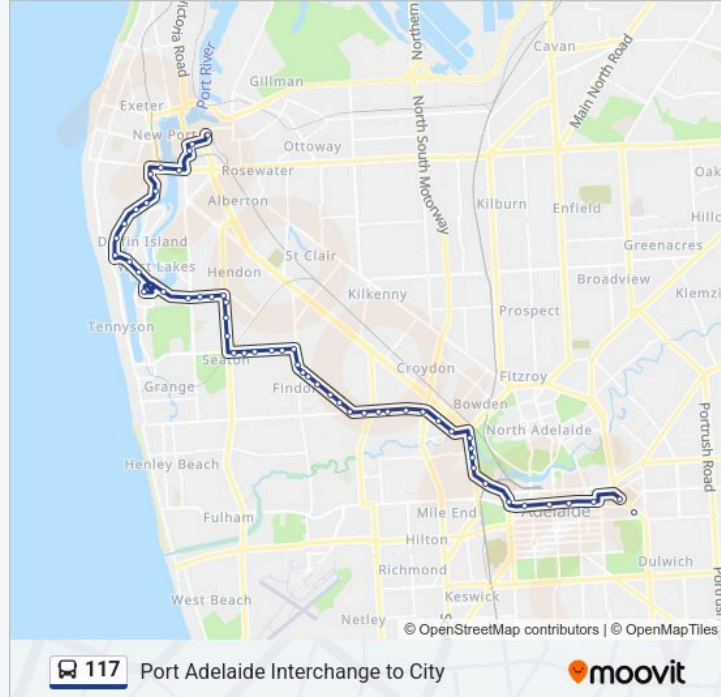 Victoria Road
Port River
Northern
Cavan
Main North Road
Gillman
Exeter
New Port
Ottoway
North South Motorway
Rosewater
Oak
Alberton
Kilburn
Enfield
Hillc
Greenacres
D in Island
St Clair
West Lakes
Hendon
Broadview
Kilkenny
Klemzi
Prospect
Tennyson
Seaton
Croydon
Fitzroy
Grange
Findon
Bowden
Portrush Road
North Adelaide
Henley Beach
Fulham
Mile End
Adelaide
Hilton
Richmond
Dulwich
Keswick
West Beach
Netley
S
Portrus
© OpenStreetMap contributors | © OpenMapTiles
117 Port Adelaide Interchange to City
moovit